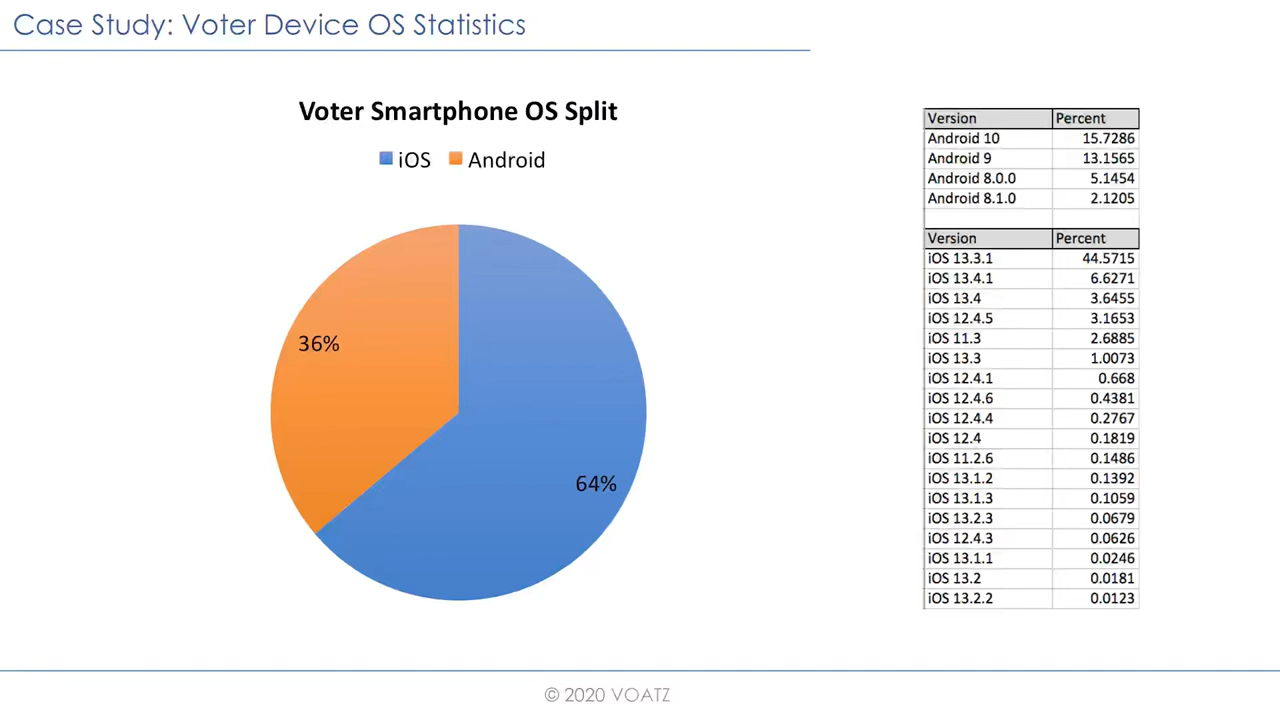 Case Study: Voter Device OS Statistics
Voter Smartphone OS Split
iOS Android
36%
64%
Version Percent
Android 10 15.7286
Android 9 13.1565
Android 8.0.0 5.1454
Android 8.1.0 2.1205
Version Percent
iOS 13.3.1 44.5715
iOS 13.4.1 6.6271
iOS 13.4 3.6455
iOS 12.4.5 3.1653
iOS 11.3 2.6885
iOS 13.3 1.0073
iOS 12.4.1 0.668
iOS 12.4.6 0.4381
iOS 12.4.4 0.2767
iOS 12.4 0.1819
iOS 11.2.6 0.1486
iOS 13.1.2 0.1392
iOS 13.1.3 0.1059
iOS 13.2.3 0.0679
iOS 12.4.3 0.0626
iOS 13.1.1 0.0246
iOS 13.2 0.0181
iOS 13.2.2 0.0123
© 2020 VOATZ